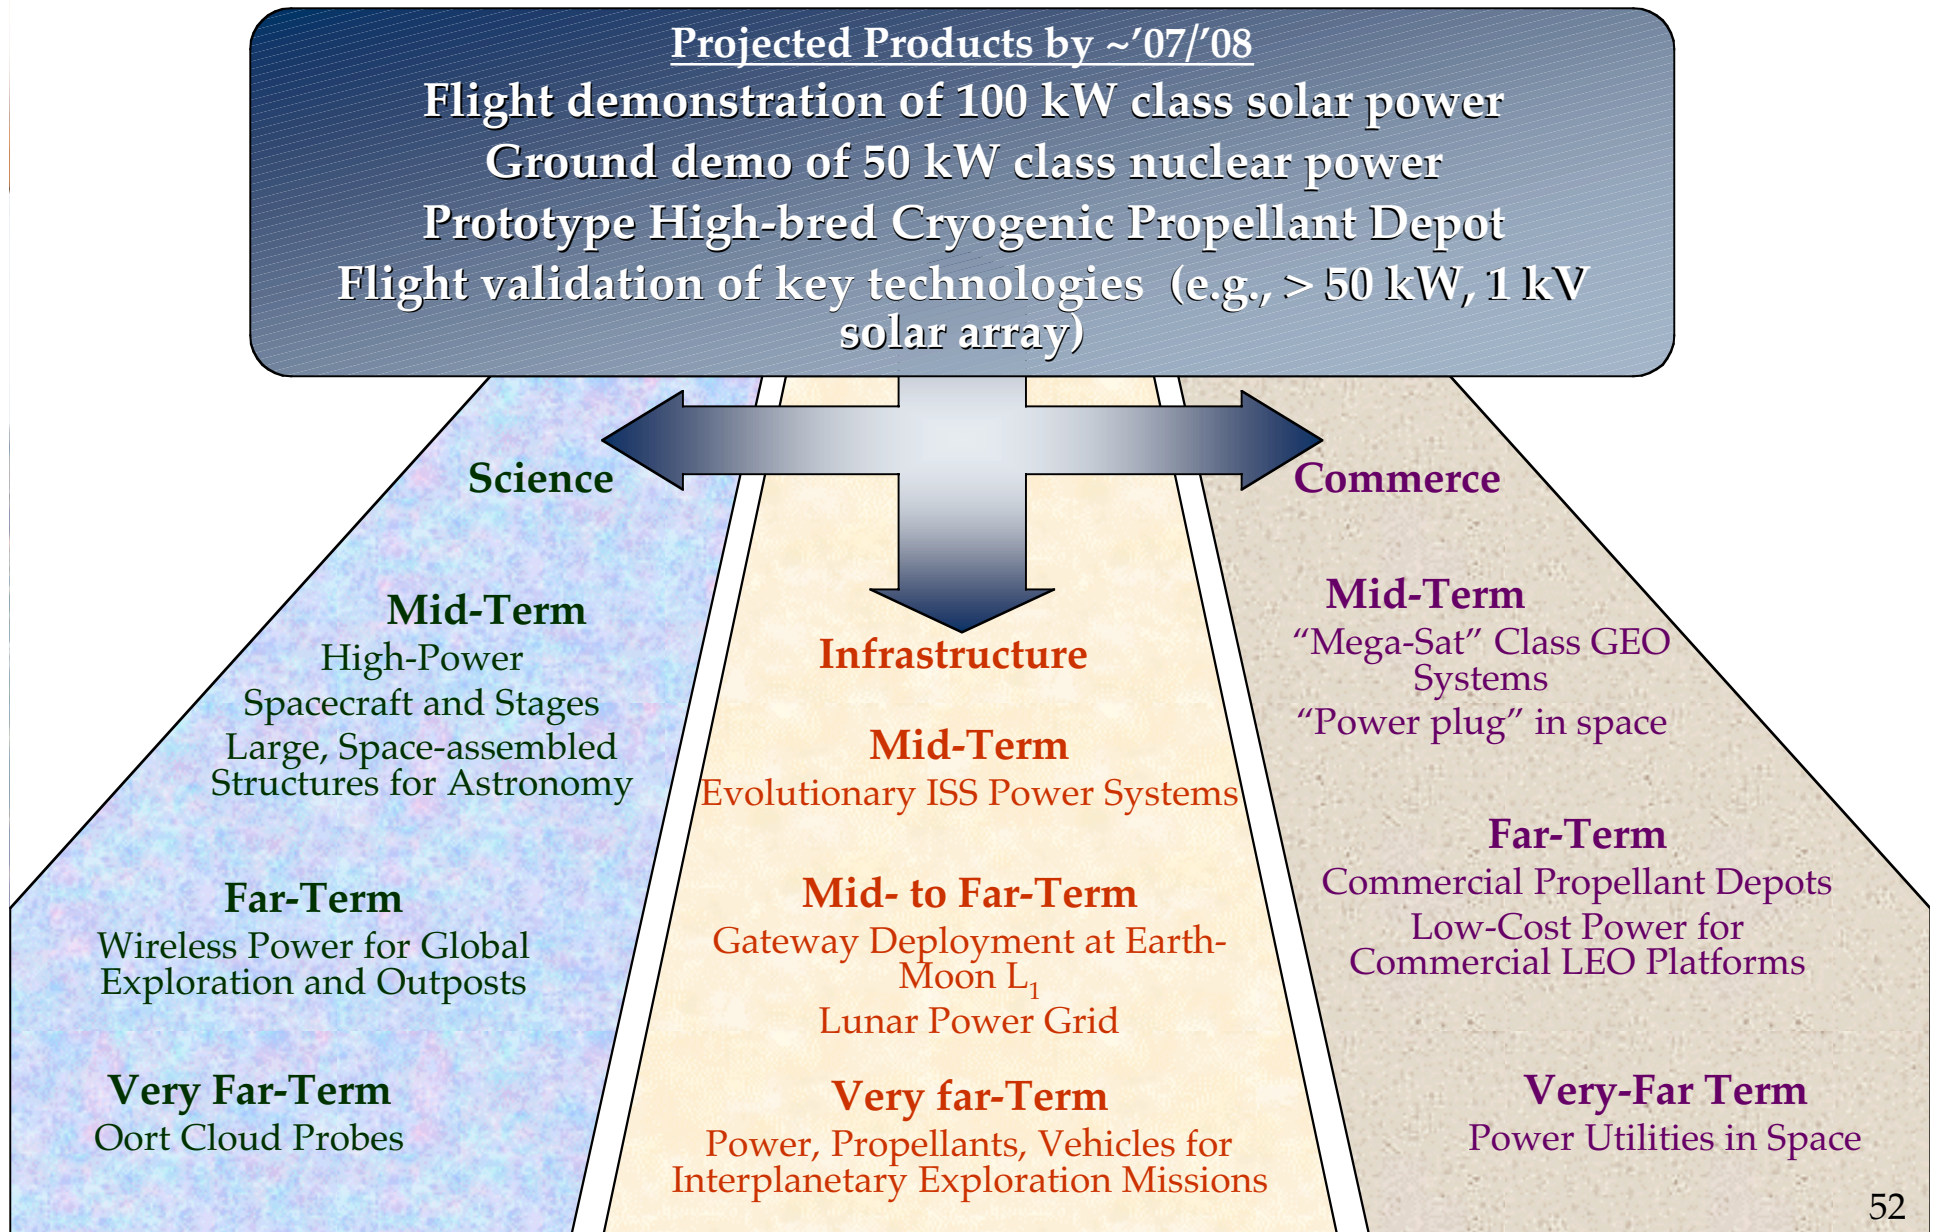 Projected Products by ~’07/’08
Flight demonstration of 100 kW class solar power
Ground demo of 50 kW class nuclear power
Prototype High-bred Cryogenic Propellant Depot
Flight validation of key technologies (e.g., > 50 kW, 1 kV
solar array)
Science
Mid-Term
High-Power
Spacecraft and Stages
Large, Space-assembled
Structures for Astronomy
Far-Term
Wireless Power for Global
Exploration and Outposts
Very Far-Term
Oort Cloud Probes
Infrastructure
Mid-Term
Evolutionary ISS Power Systems
Mid- to Far-Term
Gateway Deployment at Earth-
Moon L₁
Lunar Power Grid
Very far-Term
Power, Propellants, Vehicles for
Interplanetary Exploration Missions
Commerce
Mid-Term
“Mega-Sat” Class GEO
Systems
“Power plug” in space
Far-Term
Commercial Propellant Depots
Low-Cost Power for
Commercial LEO Platforms
Very-Far Term
Power Utilities in Space
52